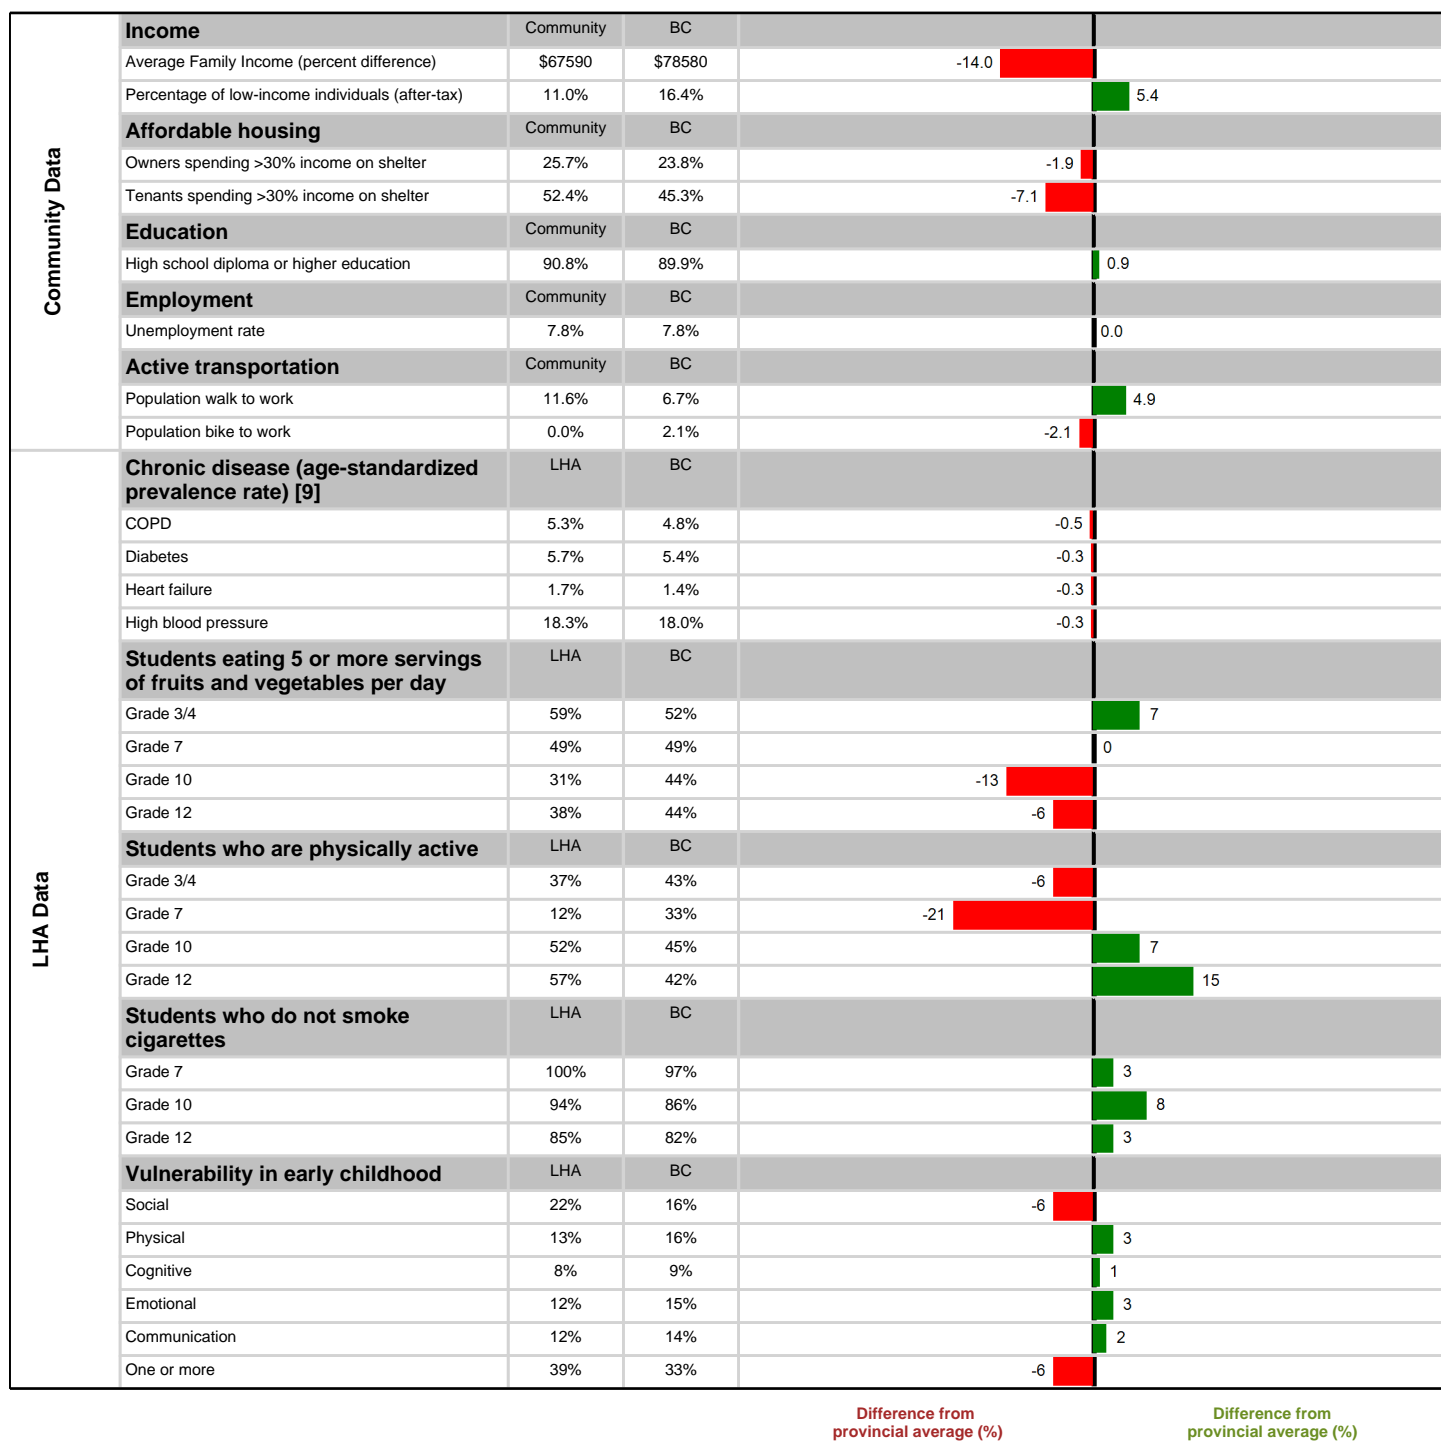 Income Community BC
Average Family Income (percent difference) $67590 $78580 -14.0
Percentage of low-income individuals (after-tax) 11.0% 16.4% 5.4
Affordable housing Community BC
Owners spending >30% income on shelter 25.7% 23.8% -1.9
Tenants spending >30% income on shelter 52.4% 45.3% -7.1
Education Community BC
High school diploma or higher education 90.8% 89.9% 0.9
Employment Community BC
Unemployment rate 7.8% 7.8% 0.0
Active transportation Community BC
Population walk to work 11.6% 6.7% 4.9
Population bike to work 0.0% 2.1% -2.1
Community Data
Chronic disease (age-standardized LHA BC
prevalence rate) [9]
COPD 5.3% 4.8% -0.5
Diabetes 5.7% 5.4% -0.3
Heart failure 1.7% 1.4% -0.3
High blood pressure 18.3% 18.0% -0.3
Students eating 5 or more servings LHA BC
of fruits and vegetables per day
Grade 3/4 59% 52% 7
Grade 7 49% 49% 0
Grade 10 31% 44% -13
Grade 12 38% 44% -6
Students who are physically active LHA BC
Grade 3/4 37% 43% -6
Grade 7 12% 33% -21
Grade 10 52% 45% 7
Grade 12 57% 42% 15
Students who do not smoke LHA BC
cigarettes
Grade 7 100% 97% 3
Grade 10 94% 86% 8
Grade 12 85% 82% 3
Vulnerability in early childhood LHA BC
Social 22% 16% -6
Physical 13% 16% 3
Cognitive 8% 9% 1
Emotional 12% 15% 3
Communication 12% 14% 2
One or more 39% 33% -6
LHA Data
Difference from
provincial average (%)
Difference from
provincial average (%)